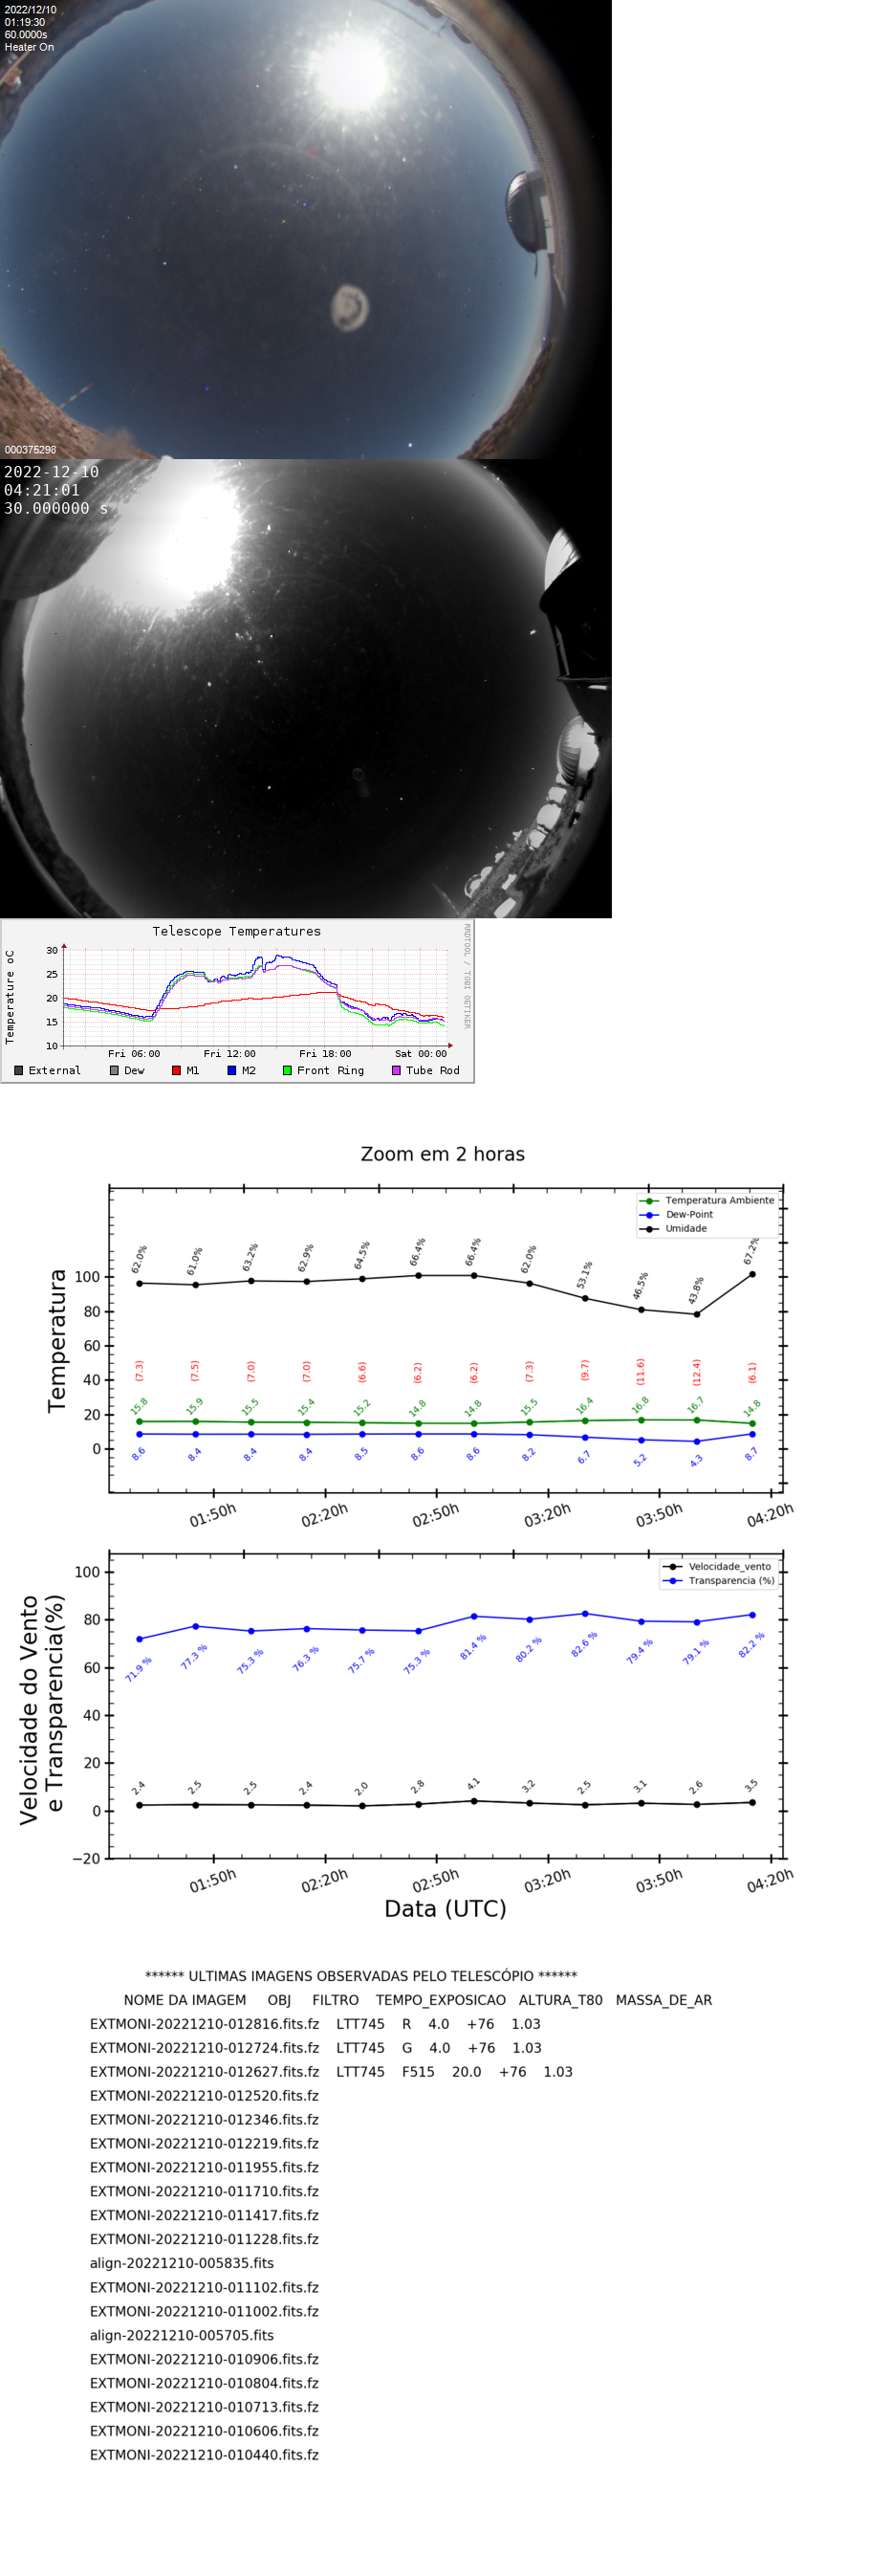 2022/12/10
01:19:30
60.0000s
Heater On
000375298
2022-12-10
04:21:01
30.000000 s
Telescope Temperatures
RRDTOOL / TOBI OETIKER
Temperature oC
30
25
20
15
10
Fri 06:00 Fri 12:00 Fri 18:00 Sat 00:00
External Dew M1 M2 Front Ring Tube Rod
Zoom em 2 horas
Temperatura Ambiente
Dew-Point
Umidade
Temperatura
100
80
60
40
20
0
62.0% 61.0% 63.2% 62.9% 64.5% 66.4% 66.4% 62.0% 53.1% 46.5% 43.8% 67.2%
(7.3) (7.5) (7.0) (7.0) (6.6) (6.2) (6.2) (7.3) (9.7) (11.6) (12.4) (6.1)
15.8 15.9 15.5 15.4 15.2 14.8 14.8 15.5 16.4 16.8 16.7 14.8
8.6 8.4 8.4 8.4 8.5 8.6 8.6 8.2 6.7 5.2 4.3 8.7
01:50h 02:20h 02:50h 03:20h 03:50h 04:20h
Velocidade_vento
Transparencia (%)
Velocidade do Vento
e Transparencia(%)
100
80
60
40
20
0
−20
71.9 % 77.3 % 75.3 % 76.3 % 75.7 % 75.3 % 81.4 % 80.2 % 82.6 % 79.4 % 79.1 % 82.2 %
2.4 2.5 2.5 2.4 2.0 2.8 4.1 3.2 2.5 3.1 2.6 3.5
01:50h 02:20h 02:50h 03:20h 03:50h 04:20h
Data (UTC)
****** ULTIMAS IMAGENS OBSERVADAS PELO TELESCÓPIO ******
NOME DA IMAGEM OBJ FILTRO TEMPO_EXPOSICAO ALTURA_T80 MASSA_DE_AR
EXTMONI-20221210-012816.fits.fz LTT745 R 4.0 +76 1.03
EXTMONI-20221210-012724.fits.fz LTT745 G 4.0 +76 1.03
EXTMONI-20221210-012627.fits.fz LTT745 F515 20.0 +76 1.03
EXTMONI-20221210-012520.fits.fz
EXTMONI-20221210-012346.fits.fz
EXTMONI-20221210-012219.fits.fz
EXTMONI-20221210-011955.fits.fz
EXTMONI-20221210-011710.fits.fz
EXTMONI-20221210-011417.fits.fz
EXTMONI-20221210-011228.fits.fz
align-20221210-005835.fits
EXTMONI-20221210-011102.fits.fz
EXTMONI-20221210-011002.fits.fz
align-20221210-005705.fits
EXTMONI-20221210-010906.fits.fz
EXTMONI-20221210-010804.fits.fz
EXTMONI-20221210-010713.fits.fz
EXTMONI-20221210-010606.fits.fz
EXTMONI-20221210-010440.fits.fz